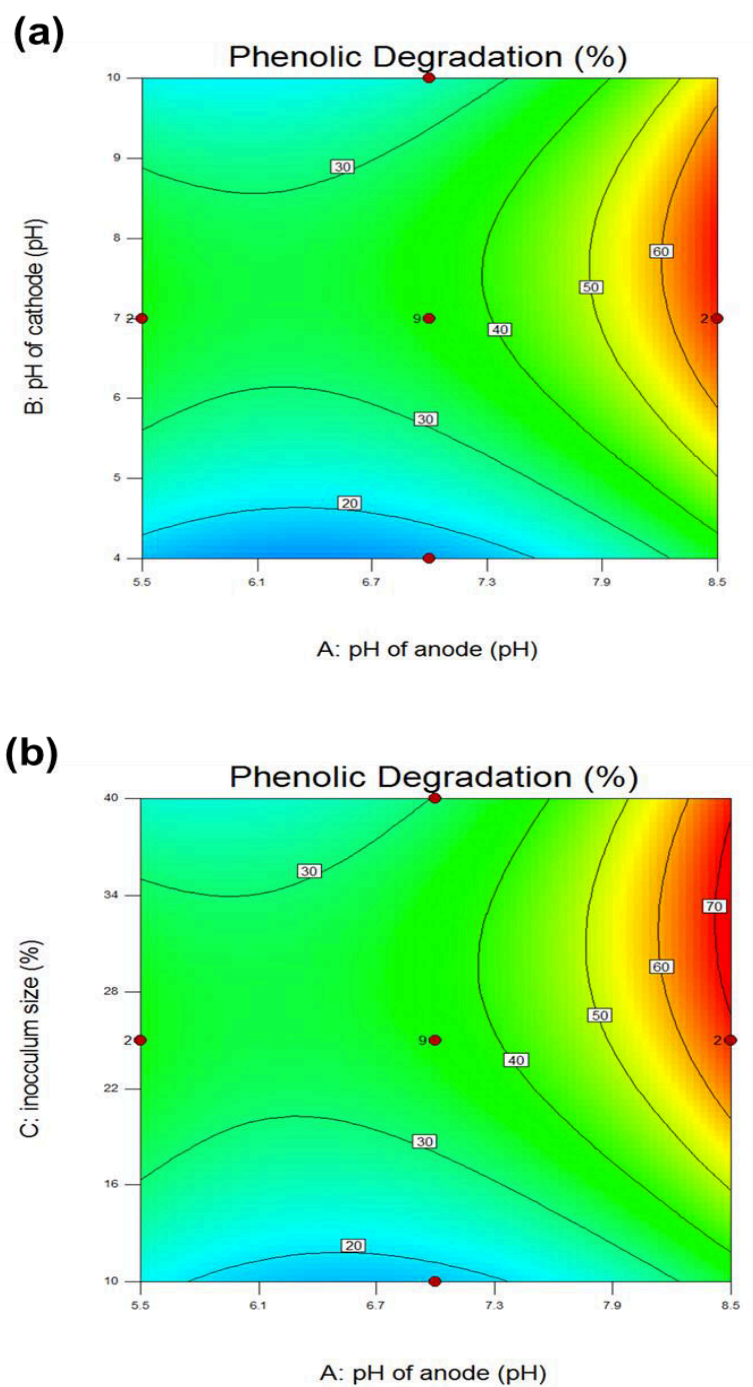 (a)
Phenolic Degradation (%)
10
9
30
8
60
B: pH of cathode (pH)
50
7 2 9 2
40
6
30
5
20
4
5.5 6.1 6.7 7.3 7.9 8.5
A: pH of anode (pH)
(b)
Phenolic Degradation (%)
40
30
34
70
60
28
C: inocculum size (%)
50
2 9 2
40
22
30
16
20
10
5.5 6.1 6.7 7.3 7.9 8.5
A: pH of anode (pH)